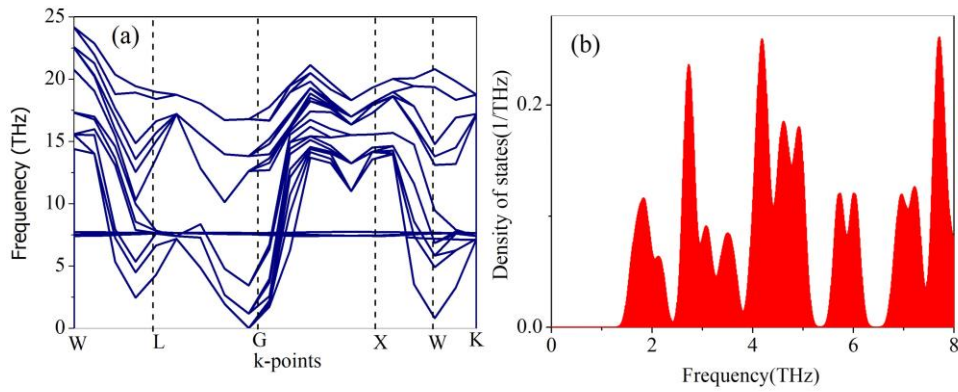 (a)
25
20
15
10
5
0
Frequenecy (THz)
W L G X W K
k-points
(b)
0.2
0.0
Density of states(1/THz)
0 2 4 6 8
Frequency(THz)